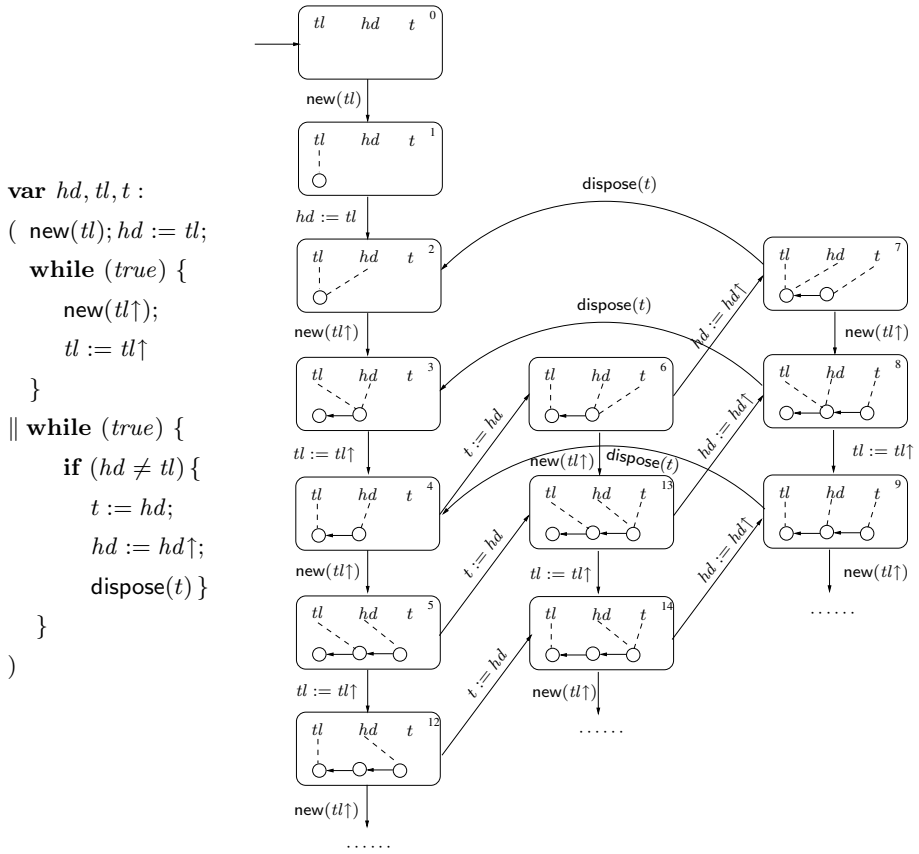 var hd, tl, t :
( new(tl); hd := tl;
while (true) {
new(tl↑);
tl := tl↑
}
‖ while (true) {
if (hd ≠ tl) {
t := hd;
hd := hd↑;
dispose(t) }
}
)
tl hd t 0
new(tl)
tl hd t 1
hd := tl
tl hd t 2
new(tl↑)
tl hd t 3
tl := tl↑
tl hd t 4
new(tl↑)
tl hd t 5
tl := tl↑
tl hd t 12
new(tl↑)
......
t := hd
t := hd
t := hd
tl hd t 6
new(tl↑)
tl hd t 13
tl := tl↑
tl hd t 14
new(tl↑)
......
hd := hd↑
hd := hd↑
hd := hd↑
dispose(t)
dispose(t)
dispose(t)
tl hd t 7
new(tl↑)
tl hd t 8
tl := tl↑
tl hd t 9
new(tl↑)
......